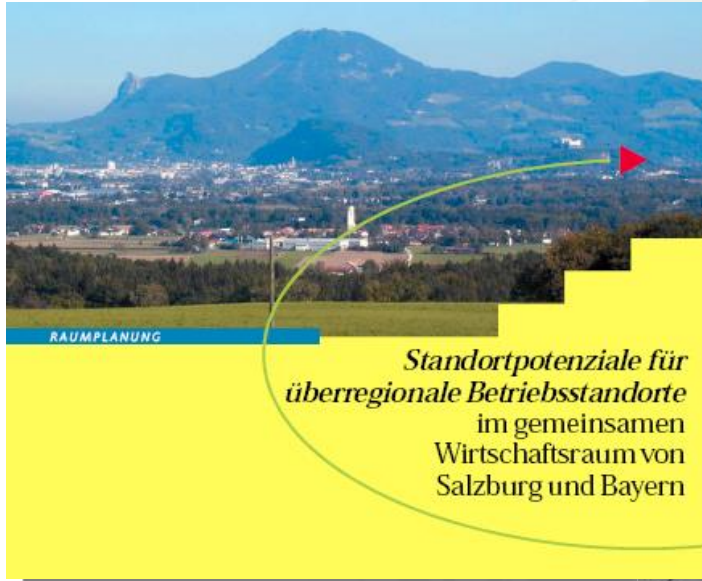 RAUMPLANUNG
Standortpotenziale für
überregionale Betriebsstandorte
im gemeinsamen
Wirtschaftsraum von
Salzburg und Bayern